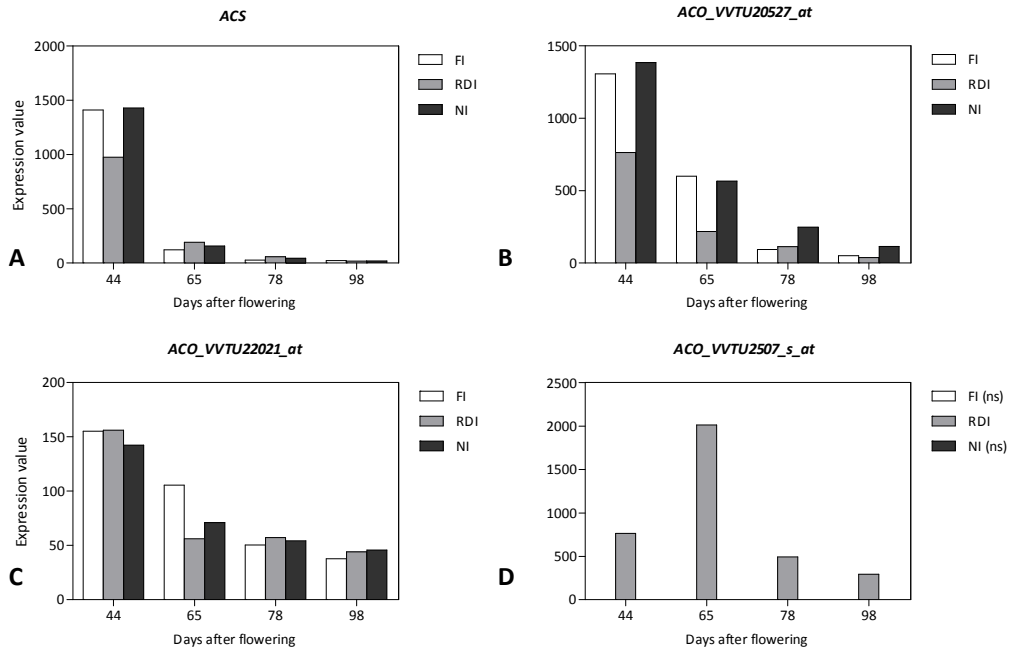 ACS
2000
1500
1000
500
0
Expression value
44 65 78 98
Days after flowering
FI
RDI
NI
A
ACO_VVTU20527_at
1500
1000
500
0
44 65 78 98
Days after flowering
FI
RDI
NI
B
ACO_VVTU22021_at
200
150
100
50
0
Expression value
44 65 78 98
Days after flowering
FI
RDI
NI
C
ACO_VVTU2507_s_at
2500
2000
1500
1000
500
0
44 65 78 98
Days after flowering
FI (ns)
RDI
NI (ns)
D